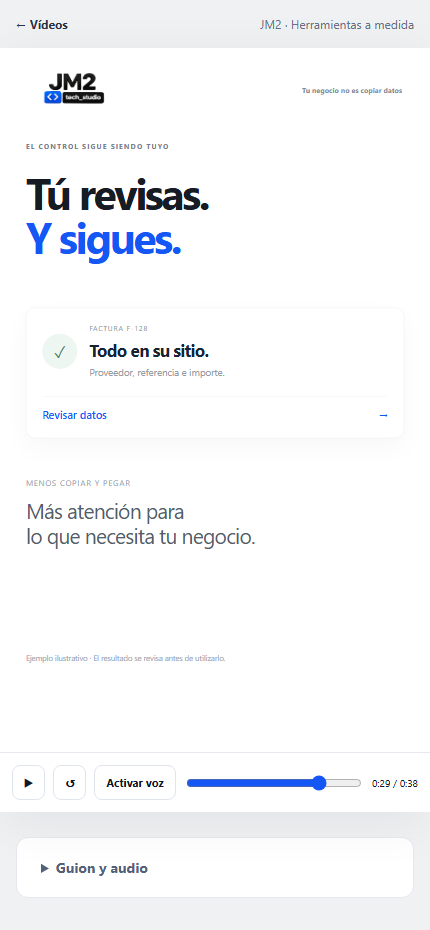 ← Vídeos
JM2 · Herramientas a medida
JM2
<> tech_studio
Tu negocio no es copiar datos
EL CONTROL SIGUE SIENDO TUYO
Tú revisas.
Y sigues.
FACTURA F·128
✓
Todo en su sitio.
Proveedor, referencia e importe.
Revisar datos →
MENOS COPIAR Y PEGAR
Más atención para
lo que necesita tu negocio.
Ejemplo ilustrativo · El resultado se revisa antes de utilizarlo.
▶ ↺ Activar voz 0:29 / 0:38
▶ Guion y audio